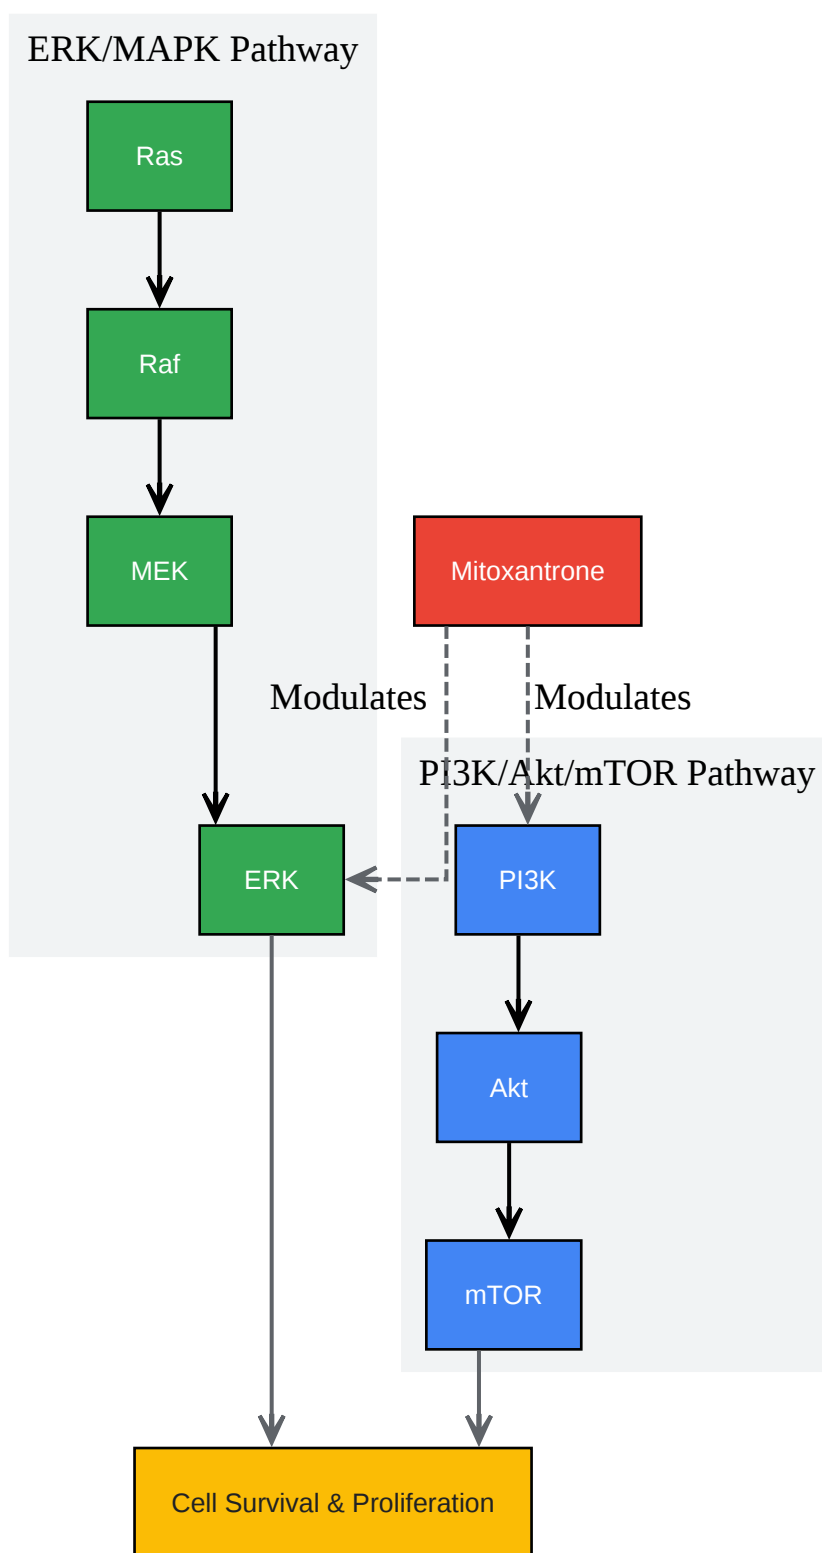 ERK/MAPK Pathway
Ras
Raf
MEK
Mitoxantrone
Modulates
Modulates
PI3K/Akt/mTOR Pathway
ERK
PI3K
Akt
mTOR
Cell Survival & Proliferation